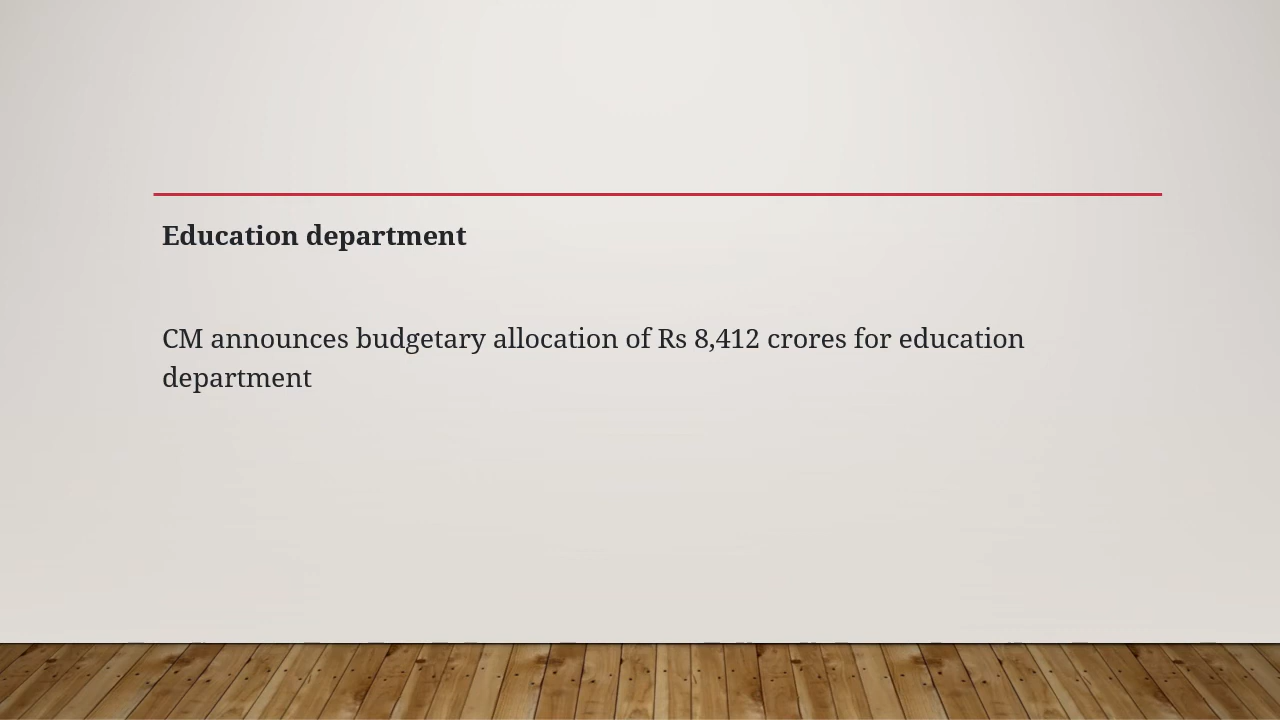 Education department
CM announces budgetary allocation of Rs 8,412 crores for education
department